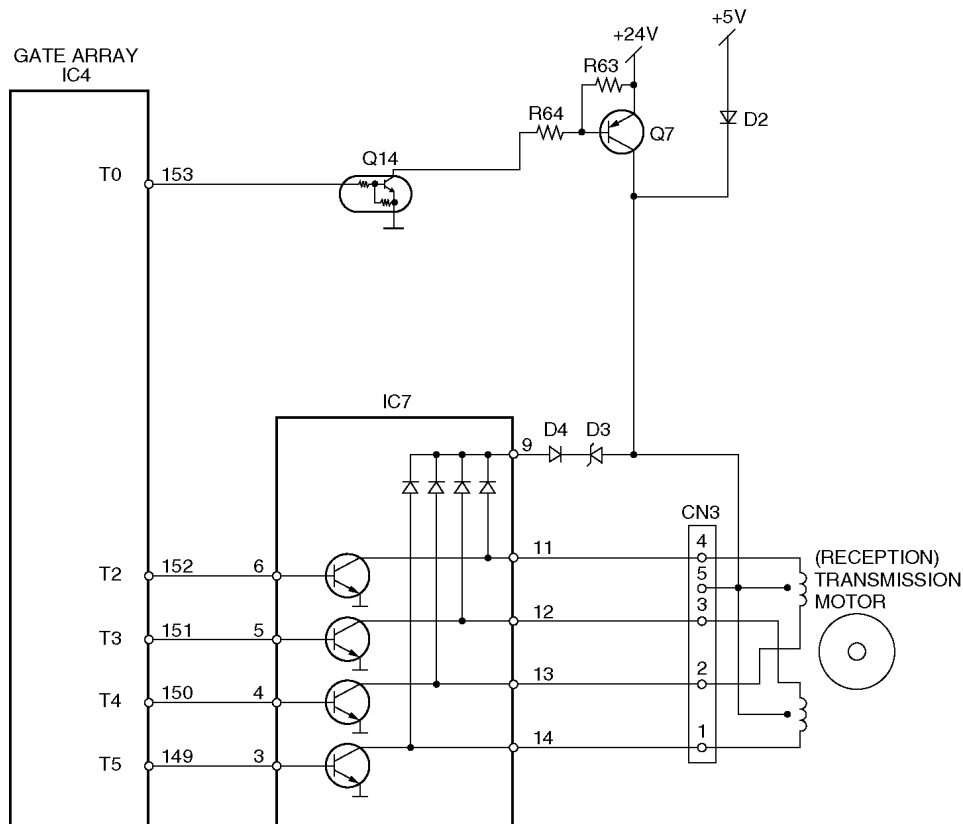 +5V
+24V
GATE ARRAY
IC4
R63
R64
D2
Q7
Q14
T0 153
IC7
9 D4 D3
CN3
4
11
(RECEPTION)
TRANSMISSION
MOTOR
T2 152 6
5
3
12
T3 151 5
2
13
T4 150 4
1
14
T5 149 3